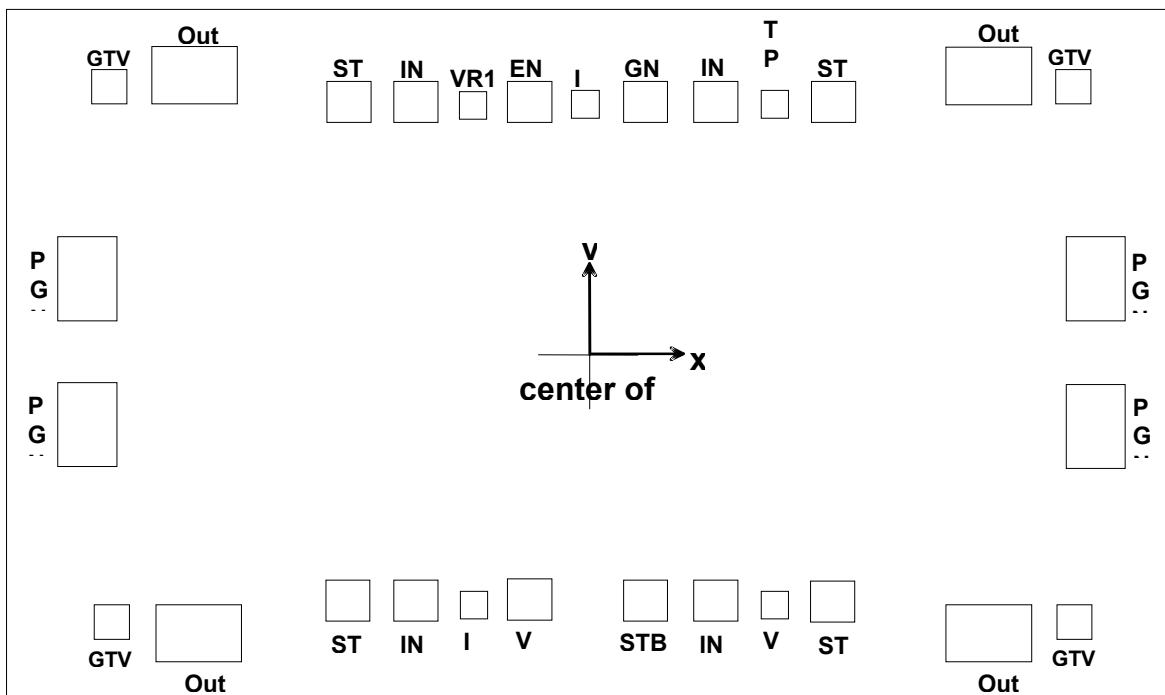 GTV
Out
ST
IN
VR1
EN
I
GN
IN
T
P
ST
Out
GTV
P
G
P
G
x
center of
P
G
P
G
GTV
Out
ST
IN
I
V
STB
IN
V
ST
Out
GTV